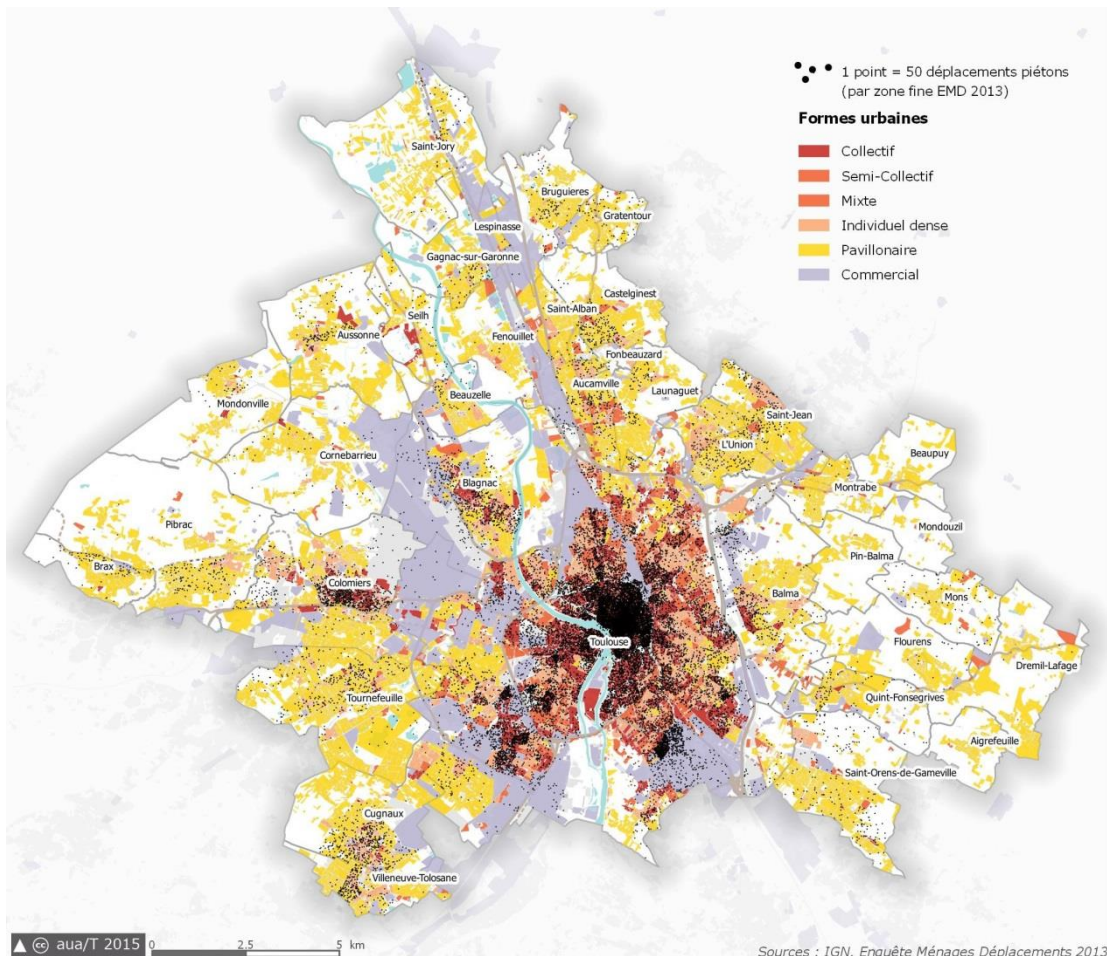 1 point = 50 déplacements piétons
(par zone fine EMD 2013)
Formes urbaines
Collectif
Semi-Collectif
Mixte
Individuel dense
Pavillonaire
Commercial
Saint-Jory
Bruguieres
Gratentour
Lespinasse
Gagnac-sur-Garonne
Castelginest
Saint-Alban
Seilh
Aussonne
Fenouillet
Fonbeauzard
Aucamville
Launaguet
Beauzelle
Mondonville
Saint-Jean
L'Union
Beaupuy
Cornebarrieu
Blagnac
Montrabe
Pibrac
Mondouzil
Pin-Balma
Brax
Colomiers
Balma
Mons
Toulouse
Flourens
Dremil-Lafage
Tournefeuille
Quint-Fonsegrives
Aigrefeuille
Saint-Orens-de-Gameville
Cugnaux
Villeneuve-Tolosane
▲ cc aua/T 2015 0 2.5 5 km
Sources : IGN, Enquête Ménages Déplacements 2013